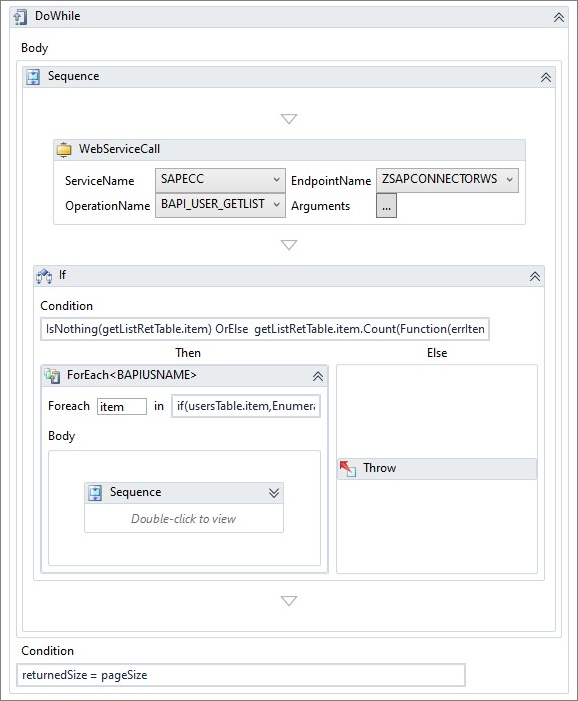 DoWhile
Body
Sequence
WebServiceCall
ServiceName SAPECC EndpointName ZSAPCONNECTORWS
OperationName BAPI_USER_GETLIST Arguments ...
If
Condition
IsNothing(getListRetTable.item) OrElse getListRetTable.item.Count(Function(errIten
Then Else
ForEach<BAPIUSNAME>
Foreach item in if(usersTable.item,Enumera
Body
Sequence
Double-click to view
Throw
Condition
returnedSize = pageSize